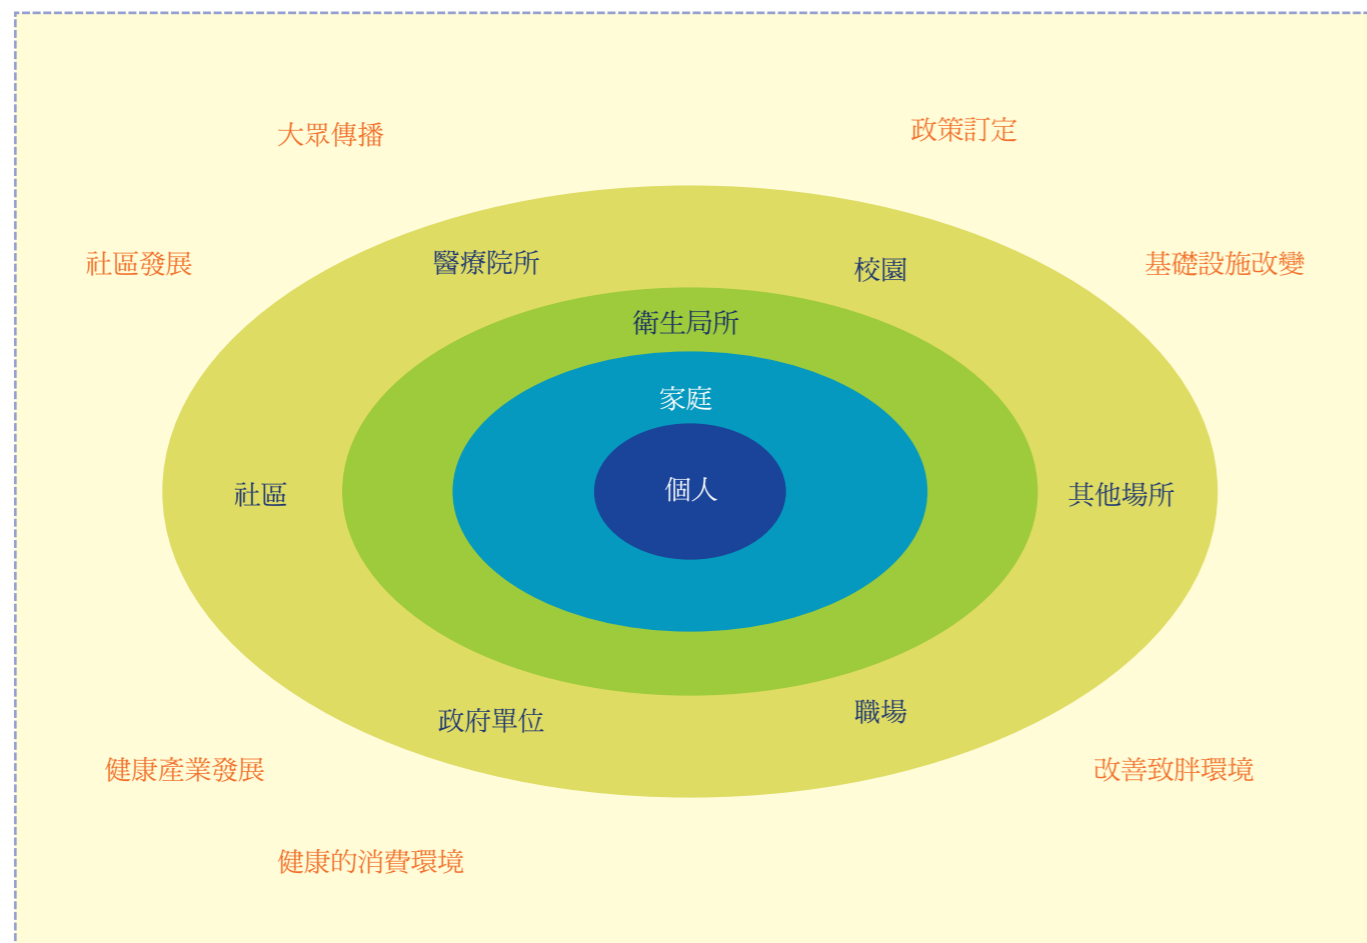 大眾傳播
政策訂定
社區發展
醫療院所
校園
基礎設施改變
衛生局所
家庭
個人
社區
其他場所
政府單位
職場
健康產業發展
改善致胖環境
健康的消費環境